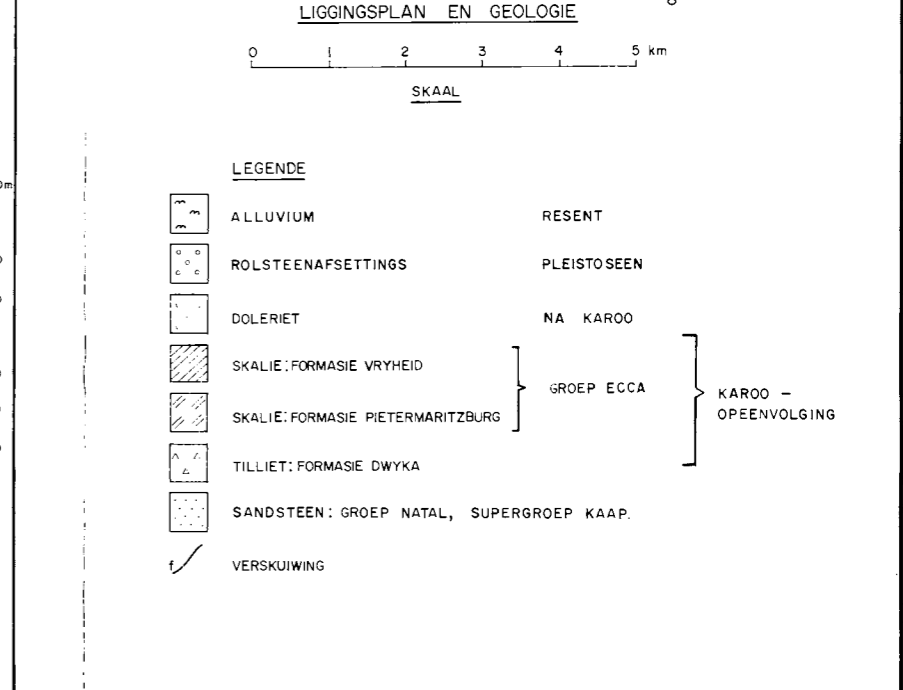 LIGGINGSPLAN EN GEOLOGIE
0 1 2 3 4 5 km
SKAAL
LEGENDE
ALLUVIUM RESENT
ROLSTEENAFSETTINGS PLEISTOSEEN
DOLERIET NA KAROO
SKALIE: FORMASIE VRYHEID
GROEP ECCA
KAROO -
OPEENVOLGING
SKALIE: FORMASIE PIETERMARITZBURG
TILLIET: FORMASIE DWYKA
SANDSTEEN: GROEP NATAL, SUPERGROEP KAAP.
f VERSKUIWING